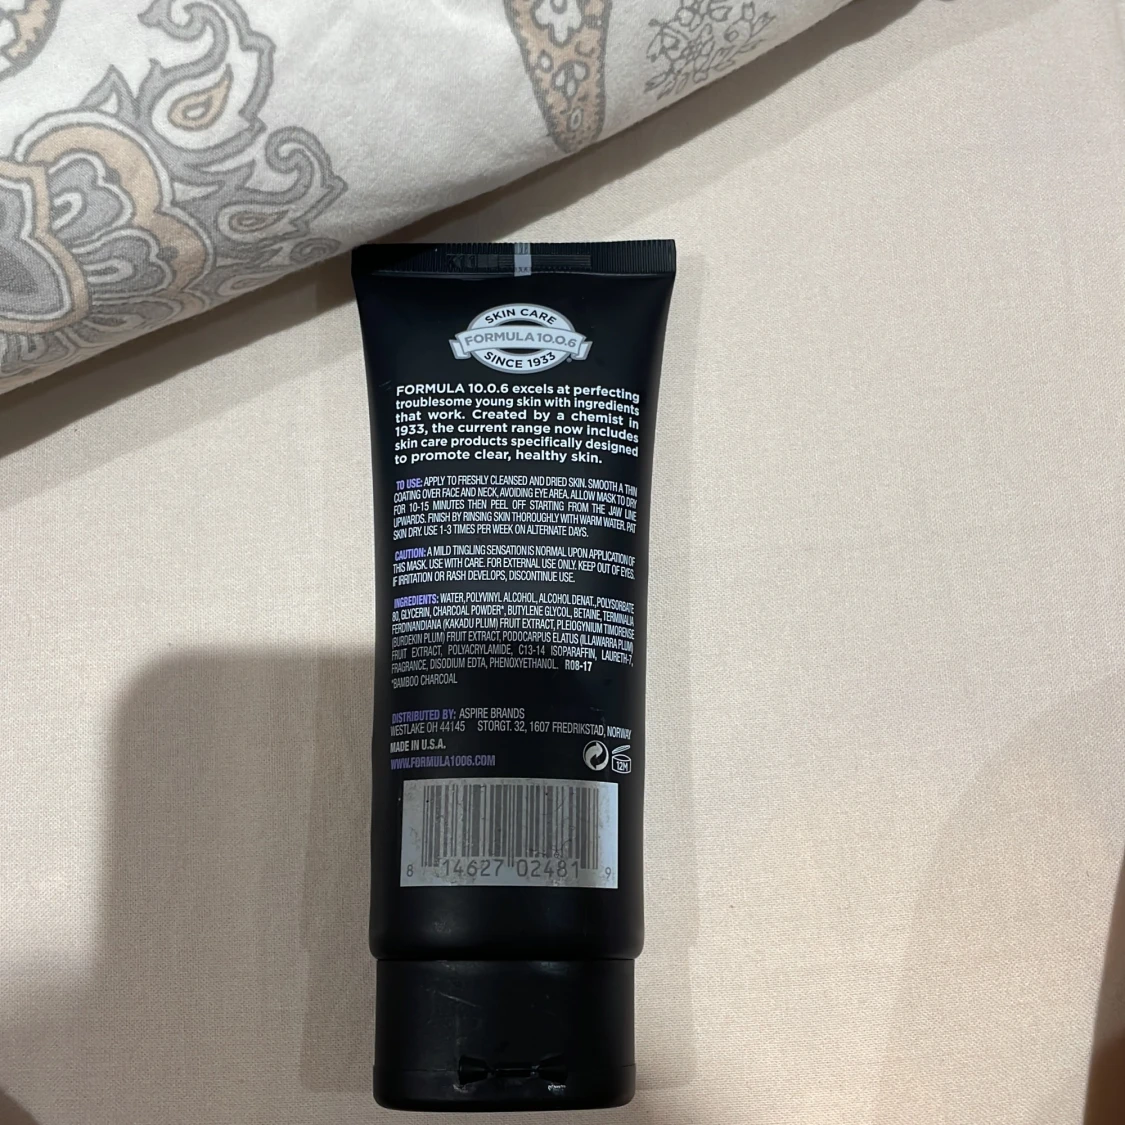 SKIN CARE
FORMULA 10.0.6
SINCE 1933
FORMULA 10.0.6 excels at perfecting
troublesome young skin with ingredients
that work. Created by a chemist in
1933, the current range now includes
skin care products specifically designed
to promote clear, healthy skin.
TO USE: APPLY TO FRESHLY CLEANSED AND DRIED SKIN. SMOOTH A THIN
COATING OVER FACE AND NECK, AVOIDING EYE AREA. ALLOW MASK TO DRY
FOR 10-15 MINUTES THEN PEEL OFF STARTING FROM THE JAW LINE
UPWARDS. FINISH BY RINSING SKIN THOROUGHLY WITH WARM WATER. PAT
SKIN DRY. USE 1-3 TIMES PER WEEK ON ALTERNATE DAYS.
CAUTION: A MILD TINGLING SENSATION IS NORMAL UPON APPLICATION OF
THIS MASK. USE WITH CARE. FOR EXTERNAL USE ONLY. KEEP OUT OF EYES.
IF IRRITATION OR RASH DEVELOPS, DISCONTINUE USE.
INGREDIENTS: WATER, POLYVINYL ALCOHOL, ALCOHOL DENAT., POLYSORBATE
80, GLYCERIN, CHARCOAL POWDER*, BUTYLENE GLYCOL, BETAINE, TERMINALIA
FERDINANDIANA (KAKADU PLUM) FRUIT EXTRACT, PLEIOGYNIUM TIMORENSE
(BURDEKIN PLUM) FRUIT EXTRACT, PODOCARPUS ELATUS (ILLAWARRA PLUM)
FRUIT EXTRACT, POLYACRYLAMIDE, C13-14 ISOPARAFFIN, LAURETH-7,
FRAGRANCE, DISODIUM EDTA, PHENOXYETHANOL. R08-17
*BAMBOO CHARCOAL
DISTRIBUTED BY: ASPIRE BRANDS
WESTLAKE OH 44145 STORGT. 32, 1607 FREDRIKSTAD, NORWAY
MADE IN U.S.A.
WWW.FORMULA1006.COM
12M
8 14627 02481 9